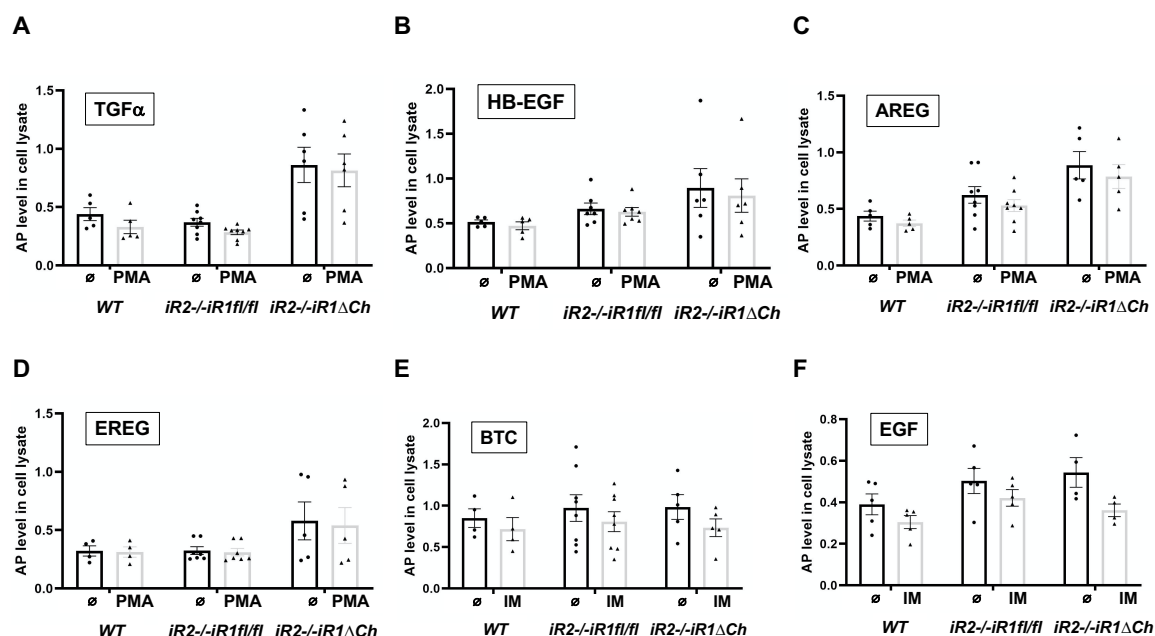 A
TGFα
AP level in cell lysate
1.5
1.0
0.5
0.0
ø PMA ø PMA ø PMA
WT iR2-/-iR1fl/fl iR2-/-iR1ΔCh
B
HB-EGF
AP level in cell lysate
2.0
1.5
1.0
0.5
0.0
ø PMA ø PMA ø PMA
WT iR2-/-iR1fl/fl iR2-/-iR1ΔCh
C
AREG
AP level in cell lysate
1.5
1.0
0.5
0.0
ø PMA ø PMA ø PMA
WT iR2-/-iR1fl/fl iR2-/-iR1ΔCh
D
EREG
AP level in cell lysate
1.5
1.0
0.5
0.0
ø PMA ø PMA ø PMA
WT iR2-/-iR1fl/fl iR2-/-iR1ΔCh
E
BTC
AP level in cell lysate
2.0
1.5
1.0
0.5
0.0
ø IM ø IM ø IM
WT iR2-/-iR1fl/fl iR2-/-iR1ΔCh
F
EGF
AP level in cell lysate
0.8
0.6
0.4
0.2
0.0
ø IM ø IM ø IM
WT iR2-/-iR1fl/fl iR2-/-iR1ΔCh